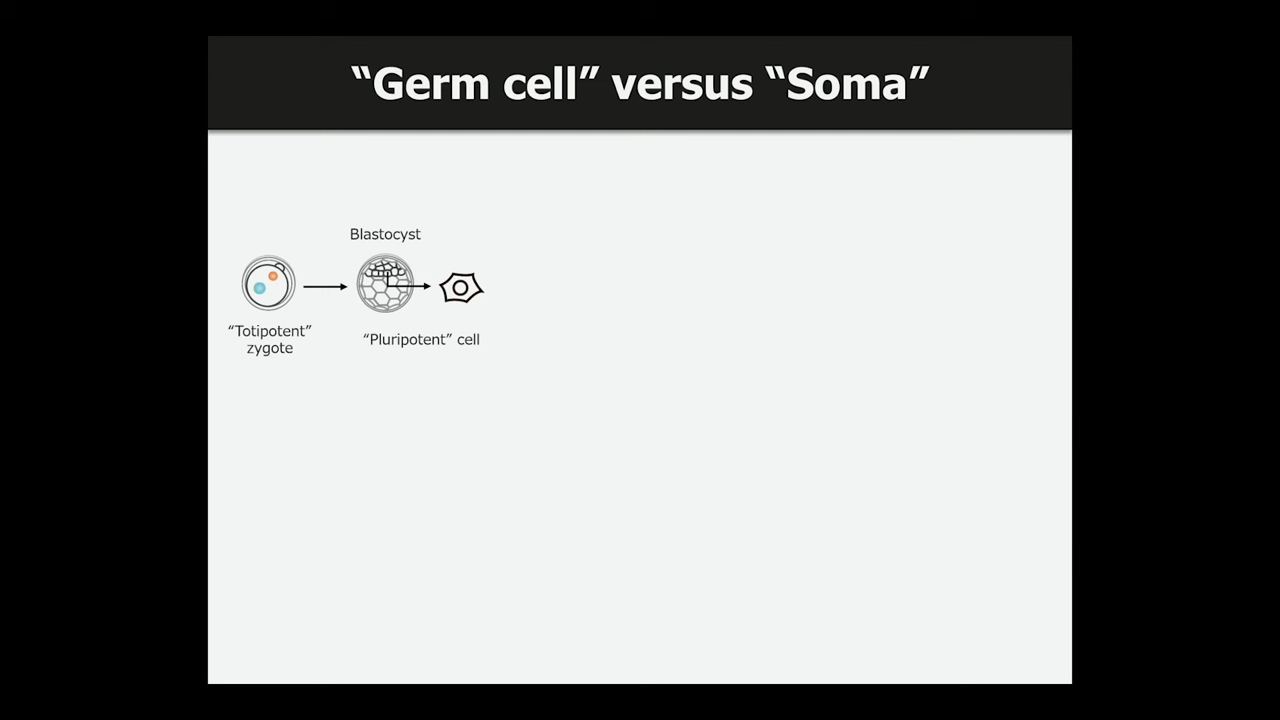 “Germ cell” versus “Soma”
Blastocyst
“Totipotent”
zygote
“Pluripotent” cell